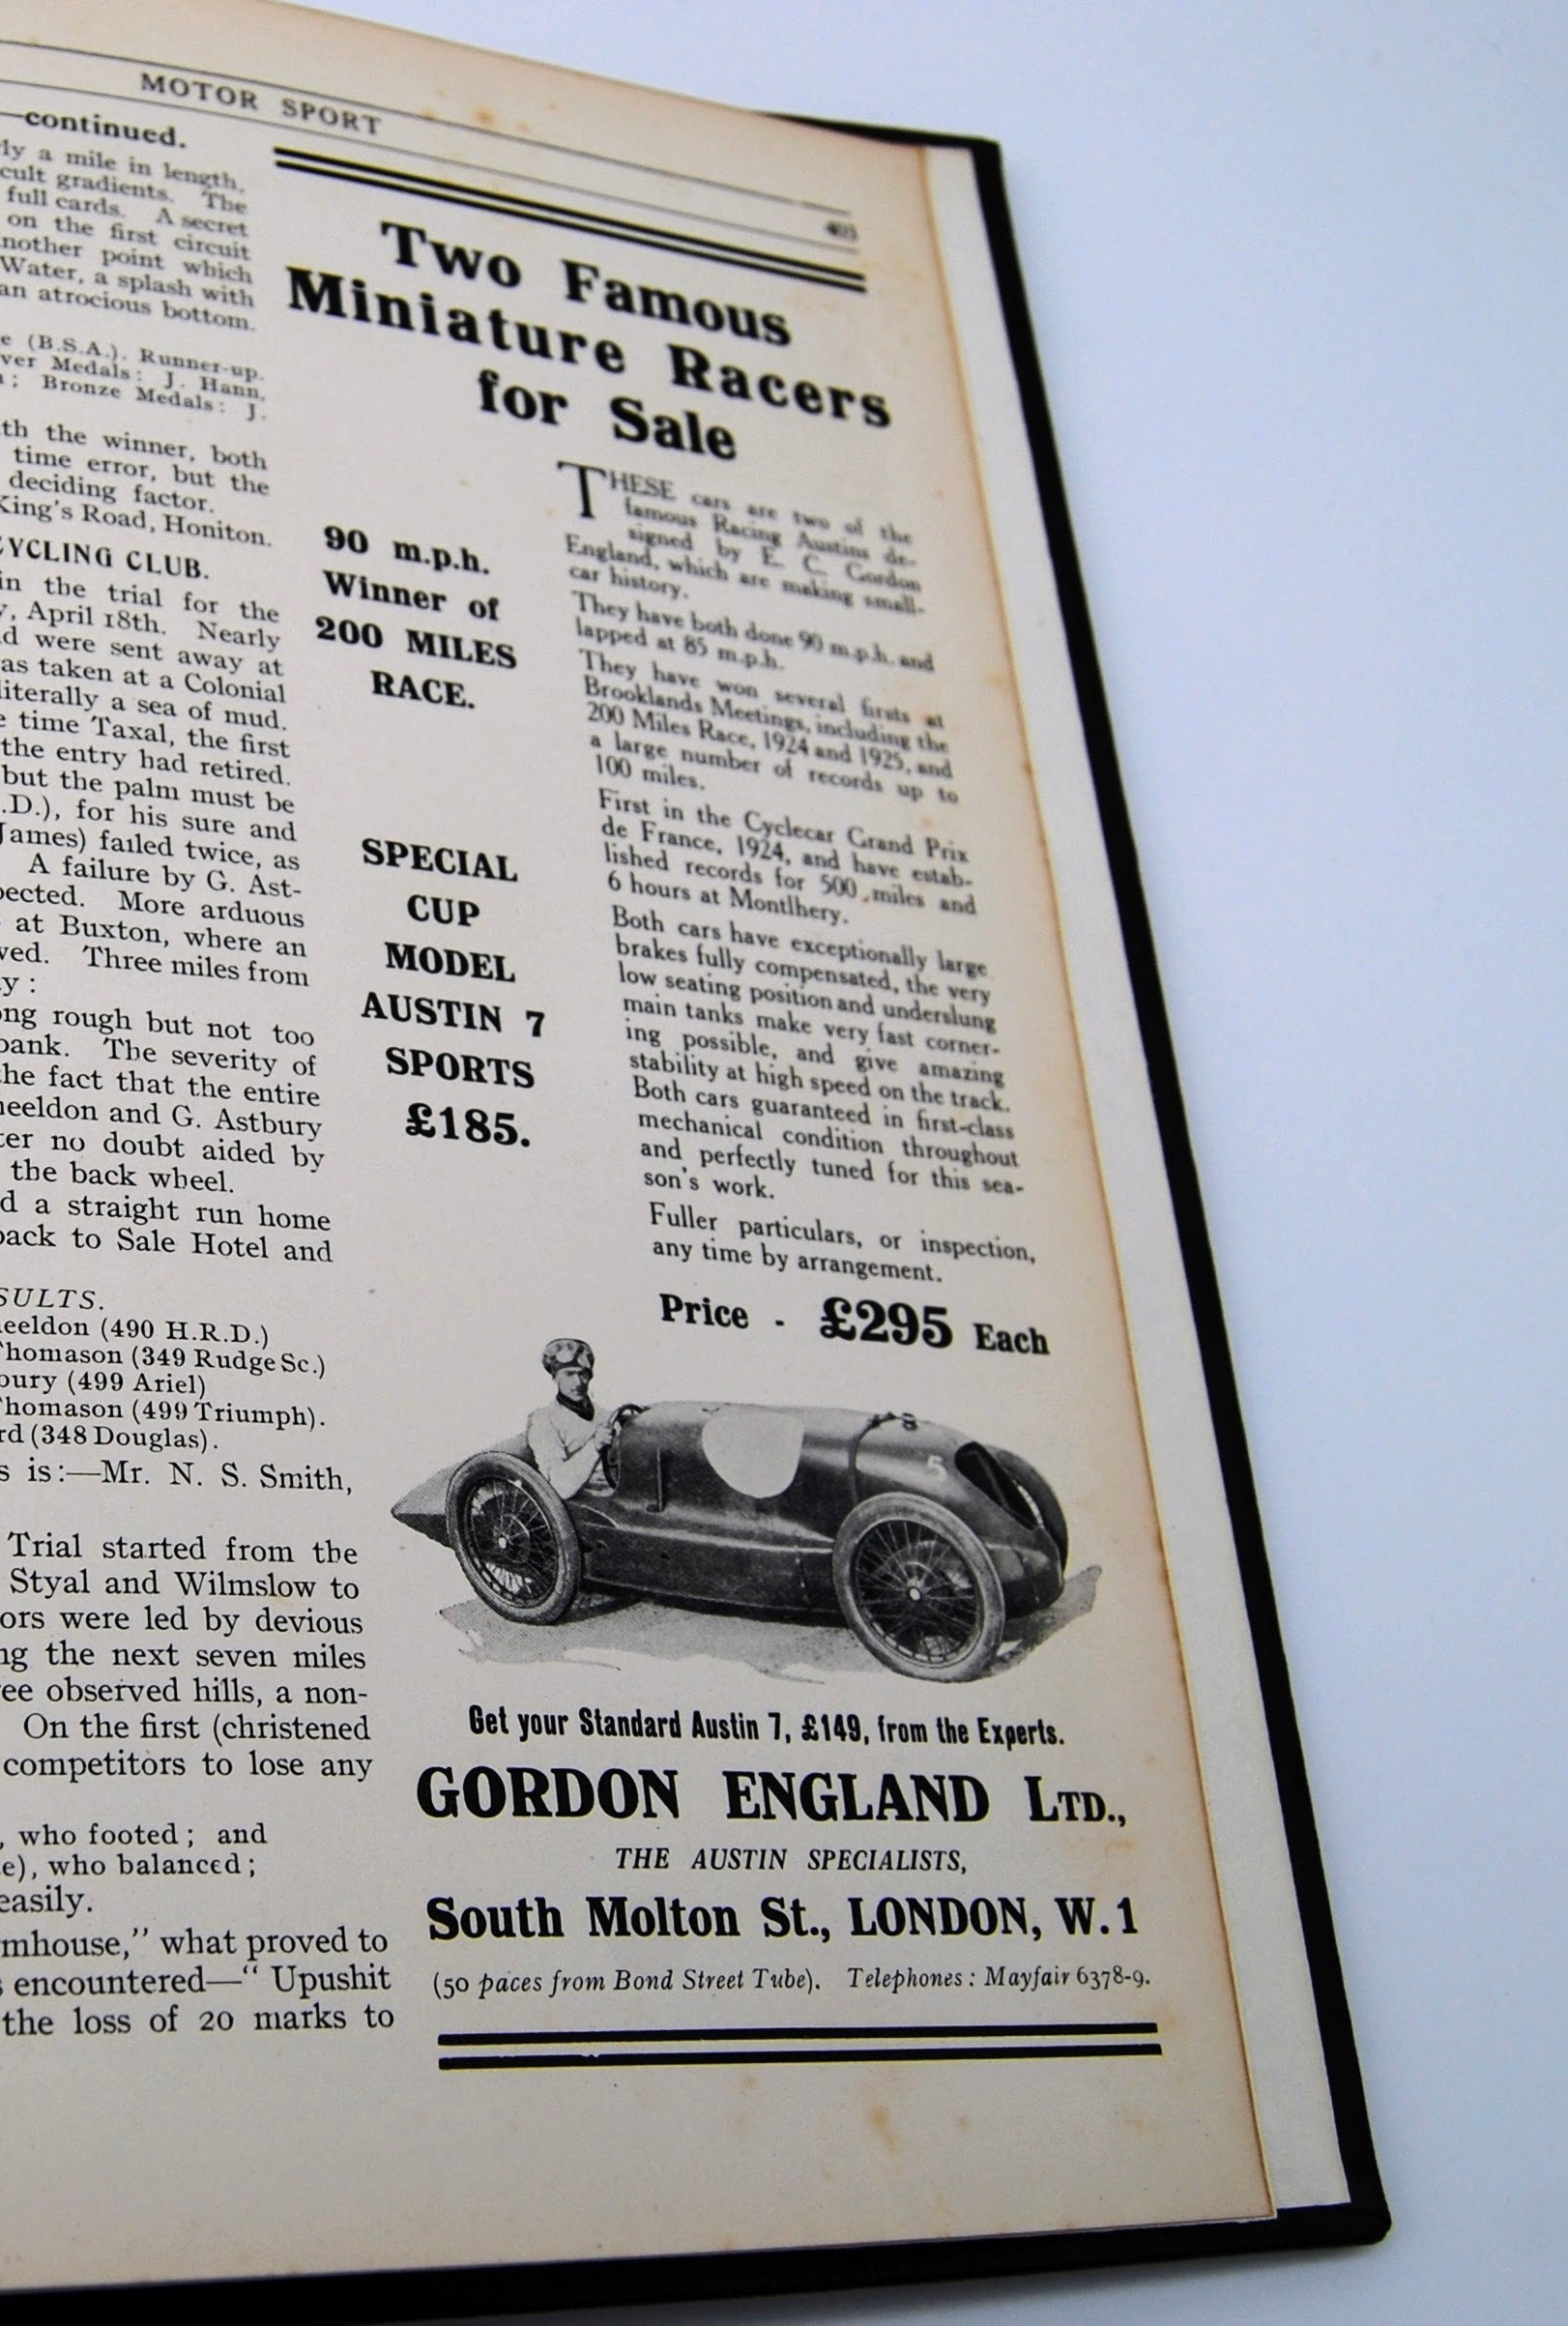 MOTOR SPORT
—continued.
ly a mile in length,
cult gradients. The
full cards. A secret
on the first circuit
nother point which
Water, a splash with
an atrocious bottom.
e (B.S.A.). Runner-up.
ver Medals: J. Hann,
; Bronze Medals: J.
th the winner, both
time error, but the
deciding factor.
King's Road, Honiton.
YCLING CLUB.
in the trial for the
y, April 18th. Nearly
d were sent away at
as taken at a Colonial
literally a sea of mud.
e time Taxal, the first
the entry had retired.
but the palm must be
.D.), for his sure and
James) failed twice, as
A failure by G. Ast-
pected. More arduous
at Buxton, where an
ved. Three miles from
y:
ong rough but not too
bank. The severity of
the fact that the entire
heeldon and G. Astbury
ter no doubt aided by
the back wheel.
d a straight run home
back to Sale Hotel and
SULTS.
eeldon (490 H.R.D.)
Thomason (349 Rudge Sc.)
bury (499 Ariel)
Thomason (499 Triumph).
rd (348 Douglas).
s is:—Mr. N. S. Smith,
Trial started from the
Styal and Wilmslow to
ors were led by devious
ng the next seven miles
ree observed hills, a non-
On the first (christened
competitors to lose any
, who footed; and
e), who balanced;
easily.
mhouse," what proved to
s encountered—"Upushit
the loss of 20 marks to
Two Famous
Miniature Racers
for Sale
90 m.p.h.
Winner of
200 MILES
RACE.
SPECIAL
CUP
MODEL
AUSTIN 7
SPORTS
£185.
THESE cars are two of the
famous Racing Austins de-
signed by E. C. Gordon
England, which are making small-
car history.
They have both done 90 m.p.h. and
lapped at 85 m.p.h.
They have won several firsts at
Brooklands Meetings, including the
200 Miles Race, 1924 and 1925, and
a large number of records up to
100 miles.
First in the Cyclecar Grand Prix
de France, 1924, and have estab-
lished records for 500 miles and
6 hours at Montlhery.
Both cars have exceptionally large
brakes fully compensated, the very
low seating position and underslung
main tanks make very fast corner-
ing possible, and give amazing
stability at high speed on the track.
Both cars guaranteed in first-class
mechanical condition throughout
and perfectly tuned for this sea-
son's work.
Fuller particulars, or inspection,
any time by arrangement.
Price - £295 Each
5
Get your Standard Austin 7, £149, from the Experts.
GORDON ENGLAND LTD.,
THE AUSTIN SPECIALISTS,
South Molton St., LONDON, W.1
(50 paces from Bond Street Tube). Telephones: Mayfair 6378-9.